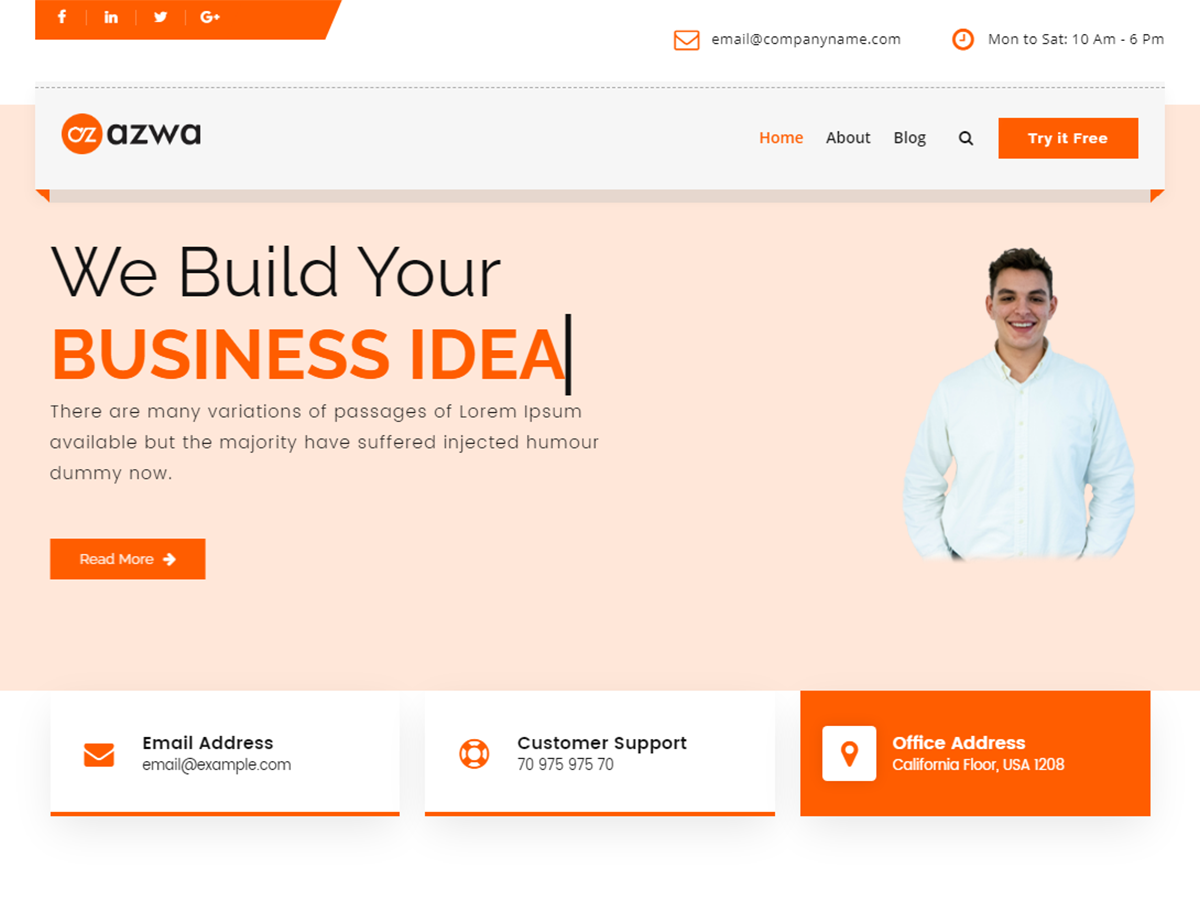 email@companyname.com
Mon to Sat: 10 Am - 6 Pm
az azwa
Home
About
Blog
Try it Free
We Build Your
BUSINESS IDEA
There are many variations of passages of Lorem Ipsum
available but the majority have suffered injected humour
dummy now.
Read More
Email Address
email@example.com
Customer Support
70 975 975 70
Office Address
California Floor, USA 1208